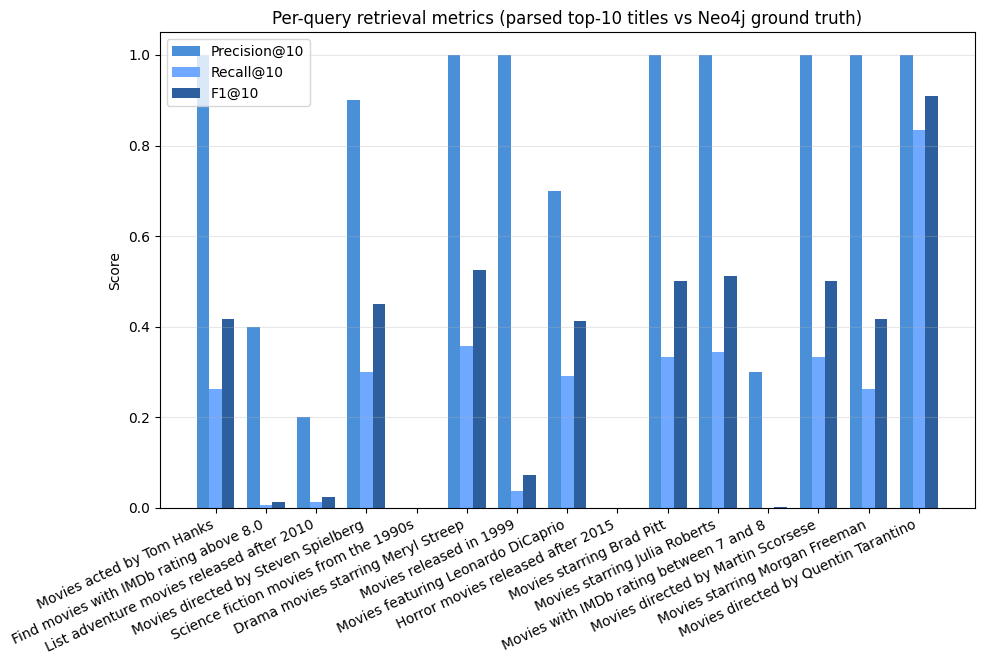 Per-query retrieval metrics (parsed top-10 titles vs Neo4j ground truth)
Precision@10
Recall@10
F1@10
Score
1.0
0.8
0.6
0.4
0.2
0.0
Movies acted by Tom Hanks
Find movies with IMDb rating above 8.0
List adventure movies released after 2010
Movies directed by Steven Spielberg
Science fiction movies from the 1990s
Drama movies starring Meryl Streep
Movies released in 1999
Movies featuring Leonardo DiCaprio
Horror movies released after 2015
Movies starring Brad Pitt
Movies starring Julia Roberts
Movies with IMDb rating between 7 and 8
Movies directed by Martin Scorsese
Movies starring Morgan Freeman
Movies directed by Quentin Tarantino